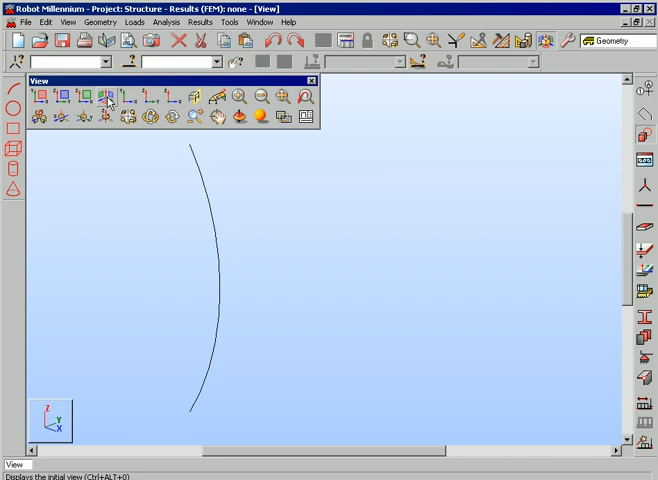 Robot Millennium - Project: Structure - Results (FEM): none - [View]
File Edit View Geometry Loads Analysis Results Tools Window Help
Geometry
View
Z
Y
X
View
Displays the initial view (Ctrl+ALT+0)